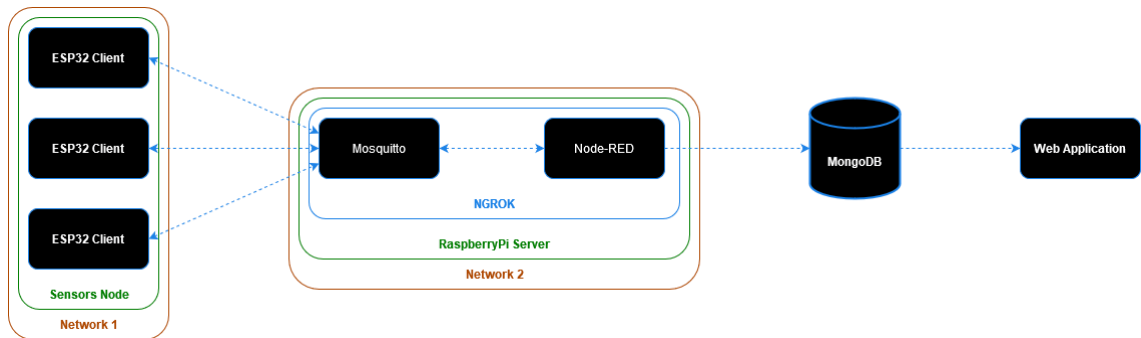 ESP32 Client
ESP32 Client
ESP32 Client
Sensors Node
Network 1
Mosquitto
Node-RED
NGROK
RaspberryPi Server
Network 2
MongoDB
Web Application